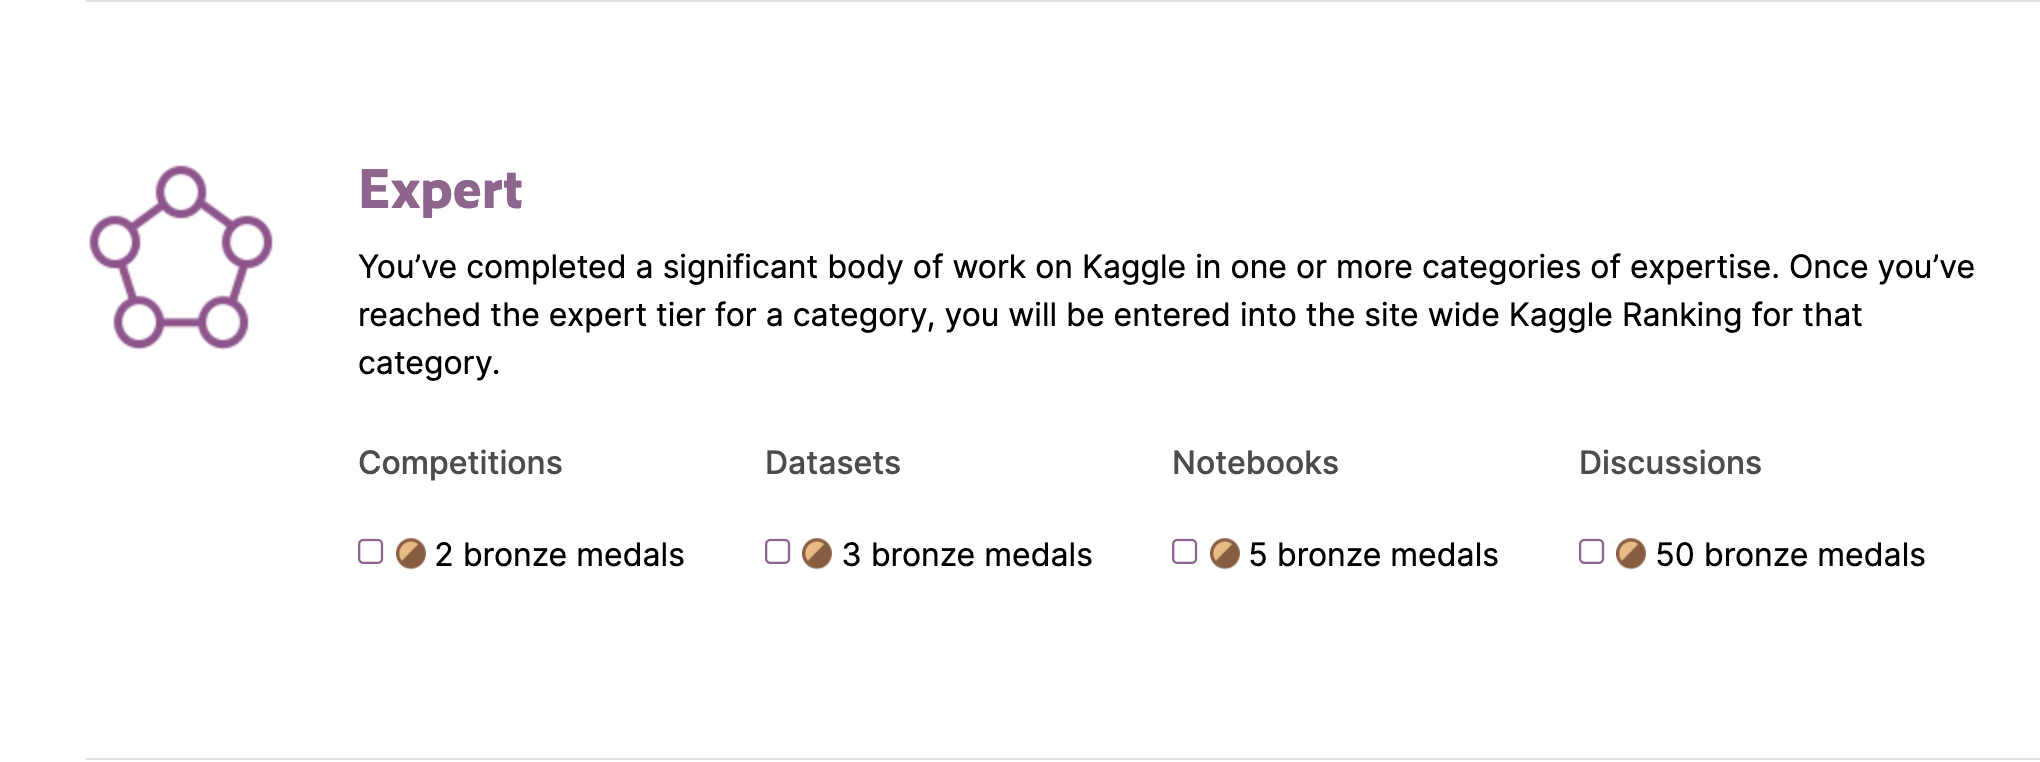 Expert
You’ve completed a significant body of work on Kaggle in one or more categories of expertise. Once you’ve
reached the expert tier for a category, you will be entered into the site wide Kaggle Ranking for that
category.
Competitions
Datasets
Notebooks
Discussions
2 bronze medals
3 bronze medals
5 bronze medals
50 bronze medals